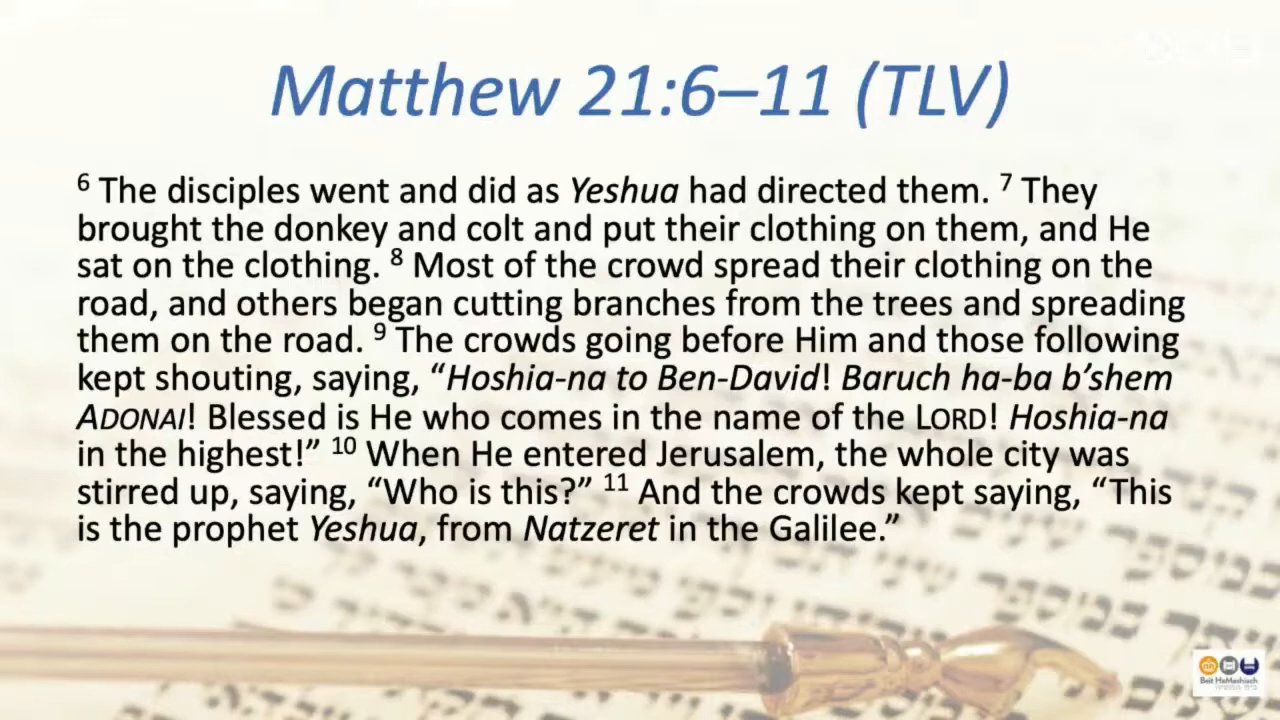 Matthew 21:6–11 (TLV)
6 The disciples went and did as Yeshua had directed them. 7 They
brought the donkey and colt and put their clothing on them, and He
sat on the clothing. 8 Most of the crowd spread their clothing on the
road, and others began cutting branches from the trees and spreading
them on the road. 9 The crowds going before Him and those following
kept shouting, saying, “Hoshia-na to Ben-David! Baruch ha-ba b’shem
ADONAI! Blessed is He who comes in the name of the LORD! Hoshia-na
in the highest!” 10 When He entered Jerusalem, the whole city was
stirred up, saying, “Who is this?” 11 And the crowds kept saying, “This
is the prophet Yeshua, from Natzeret in the Galilee.”
Beit HaMashiach